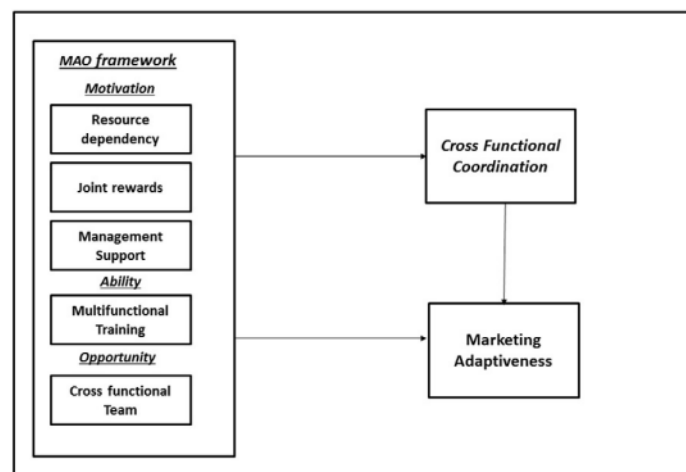 MAO framework
Motivation
Resource
dependency
Joint rewards
Management
Support
Ability
Multifunctional
Training
Opportunity
Cross functional
Team
Cross Functional
Coordination
Marketing
Adaptiveness